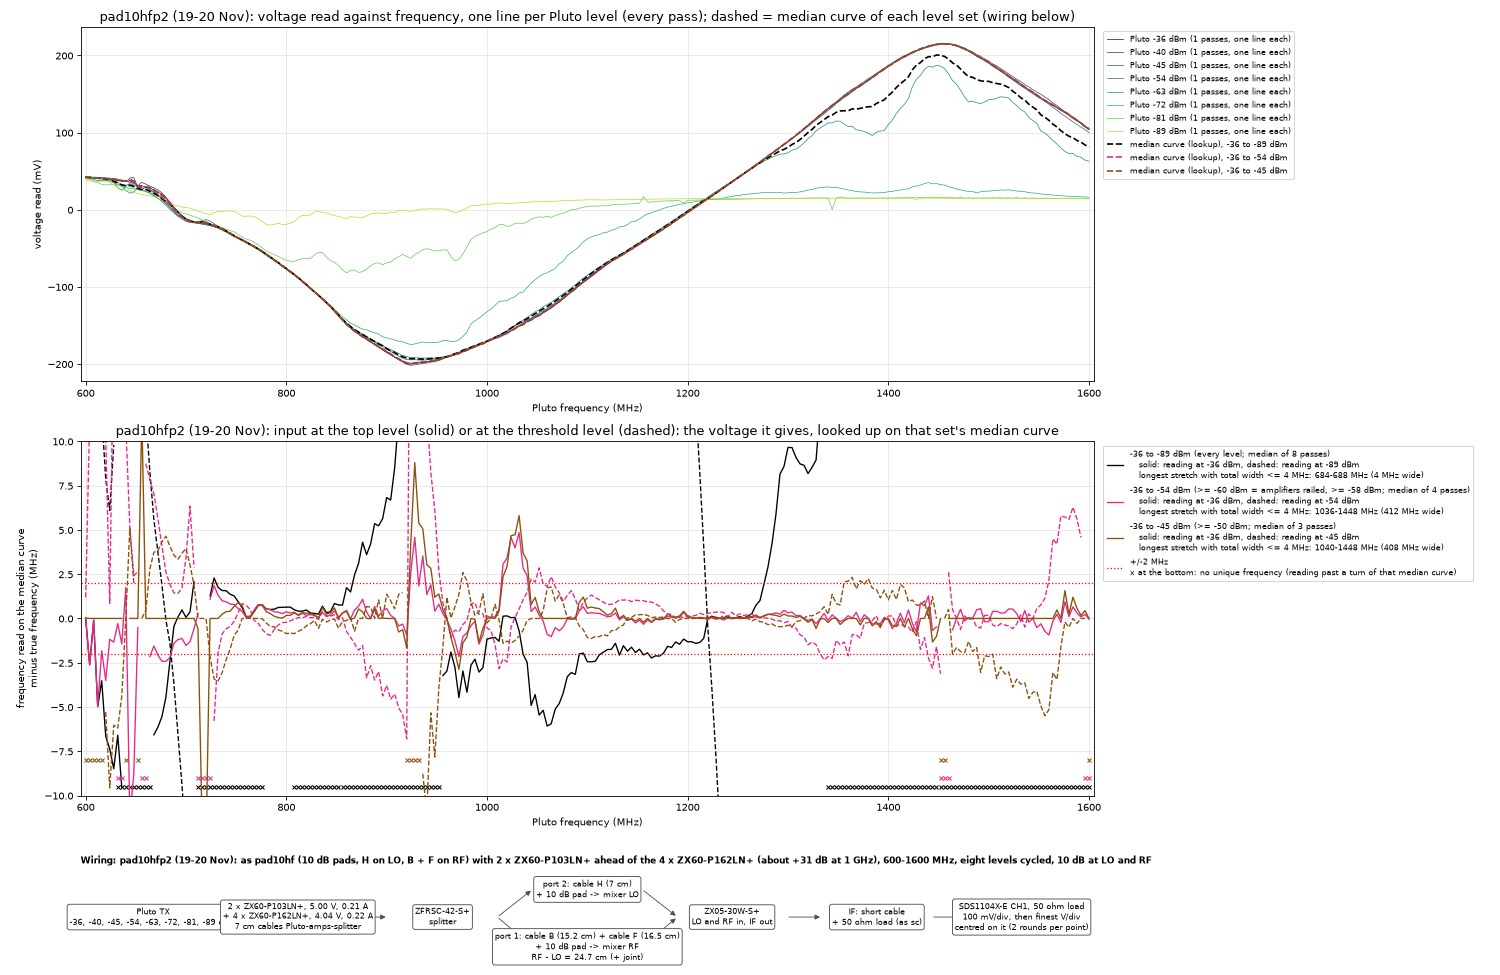 pad10hfp2 (19-20 Nov): voltage read against frequency, one line per Pluto level (every pass); dashed = median curve of each level set (wiring below)
voltage read (mV)
200
100
0
−100
−200
600
800
1000
1200
1400
1600
Pluto frequency (MHz)
Pluto -36 dBm (1 passes, one line each)
Pluto -40 dBm (1 passes, one line each)
Pluto -45 dBm (1 passes, one line each)
Pluto -54 dBm (1 passes, one line each)
Pluto -63 dBm (1 passes, one line each)
Pluto -72 dBm (1 passes, one line each)
Pluto -81 dBm (1 passes, one line each)
Pluto -89 dBm (1 passes, one line each)
median curve (lookup), -36 to -89 dBm
median curve (lookup), -36 to -54 dBm
median curve (lookup), -36 to -45 dBm
pad10hfp2 (19-20 Nov): input at the top level (solid) or at the threshold level (dashed): the voltage it gives, looked up on that set's median curve
frequency read on the median curve
minus true frequency (MHz)
10.0
7.5
5.0
2.5
0.0
−2.5
−5.0
−7.5
−10.0
600
800
1000
1200
1400
1600
Pluto frequency (MHz)
-36 to -89 dBm (every level; median of 8 passes)
solid: reading at -36 dBm, dashed: reading at -89 dBm
longest stretch with total width <= 4 MHz: 684-688 MHz (4 MHz wide)
-36 to -54 dBm (>= -60 dBm = amplifiers railed, >= -58 dBm; median of 4 passes)
solid: reading at -36 dBm, dashed: reading at -54 dBm
longest stretch with total width <= 4 MHz: 1036-1448 MHz (412 MHz wide)
-36 to -45 dBm (>= -50 dBm; median of 3 passes)
solid: reading at -36 dBm, dashed: reading at -45 dBm
longest stretch with total width <= 4 MHz: 1040-1448 MHz (408 MHz wide)
+/-2 MHz
x at the bottom: no unique frequency (reading past a turn of that median curve)
Wiring: pad10hfp2 (19-20 Nov): as pad10hf (10 dB pads, H on LO, B + F on RF) with 2 x ZX60-P103LN+ ahead of the 4 x ZX60-P162LN+ (about +31 dB at 1 GHz), 600-1600 MHz, eight levels cycled, 10 dB at LO and RF
Pluto TX
-36, -40, -45, -54, -63, -72, -81, -89
2 x ZX60-P103LN+, 5.00 V, 0.21 A
+ 4 x ZX60-P162LN+, 4.04 V, 0.22 A
7 cm cables Pluto-amps-splitter
ZFRSC-42-S+
splitter
port 2: cable H (7 cm)
+ 10 dB pad -> mixer LO
port 1: cable B (15.2 cm) + cable F (16.5 cm)
+ 10 dB pad -> mixer RF
RF - LO = 24.7 cm (+ joint)
ZX05-30W-S+
LO and RF in, IF out
IF: short cable
+ 50 ohm load (as sc)
SDS1104X-E CH1, 50 ohm load
100 mV/div, then finest V/div
centred on it (2 rounds per point)